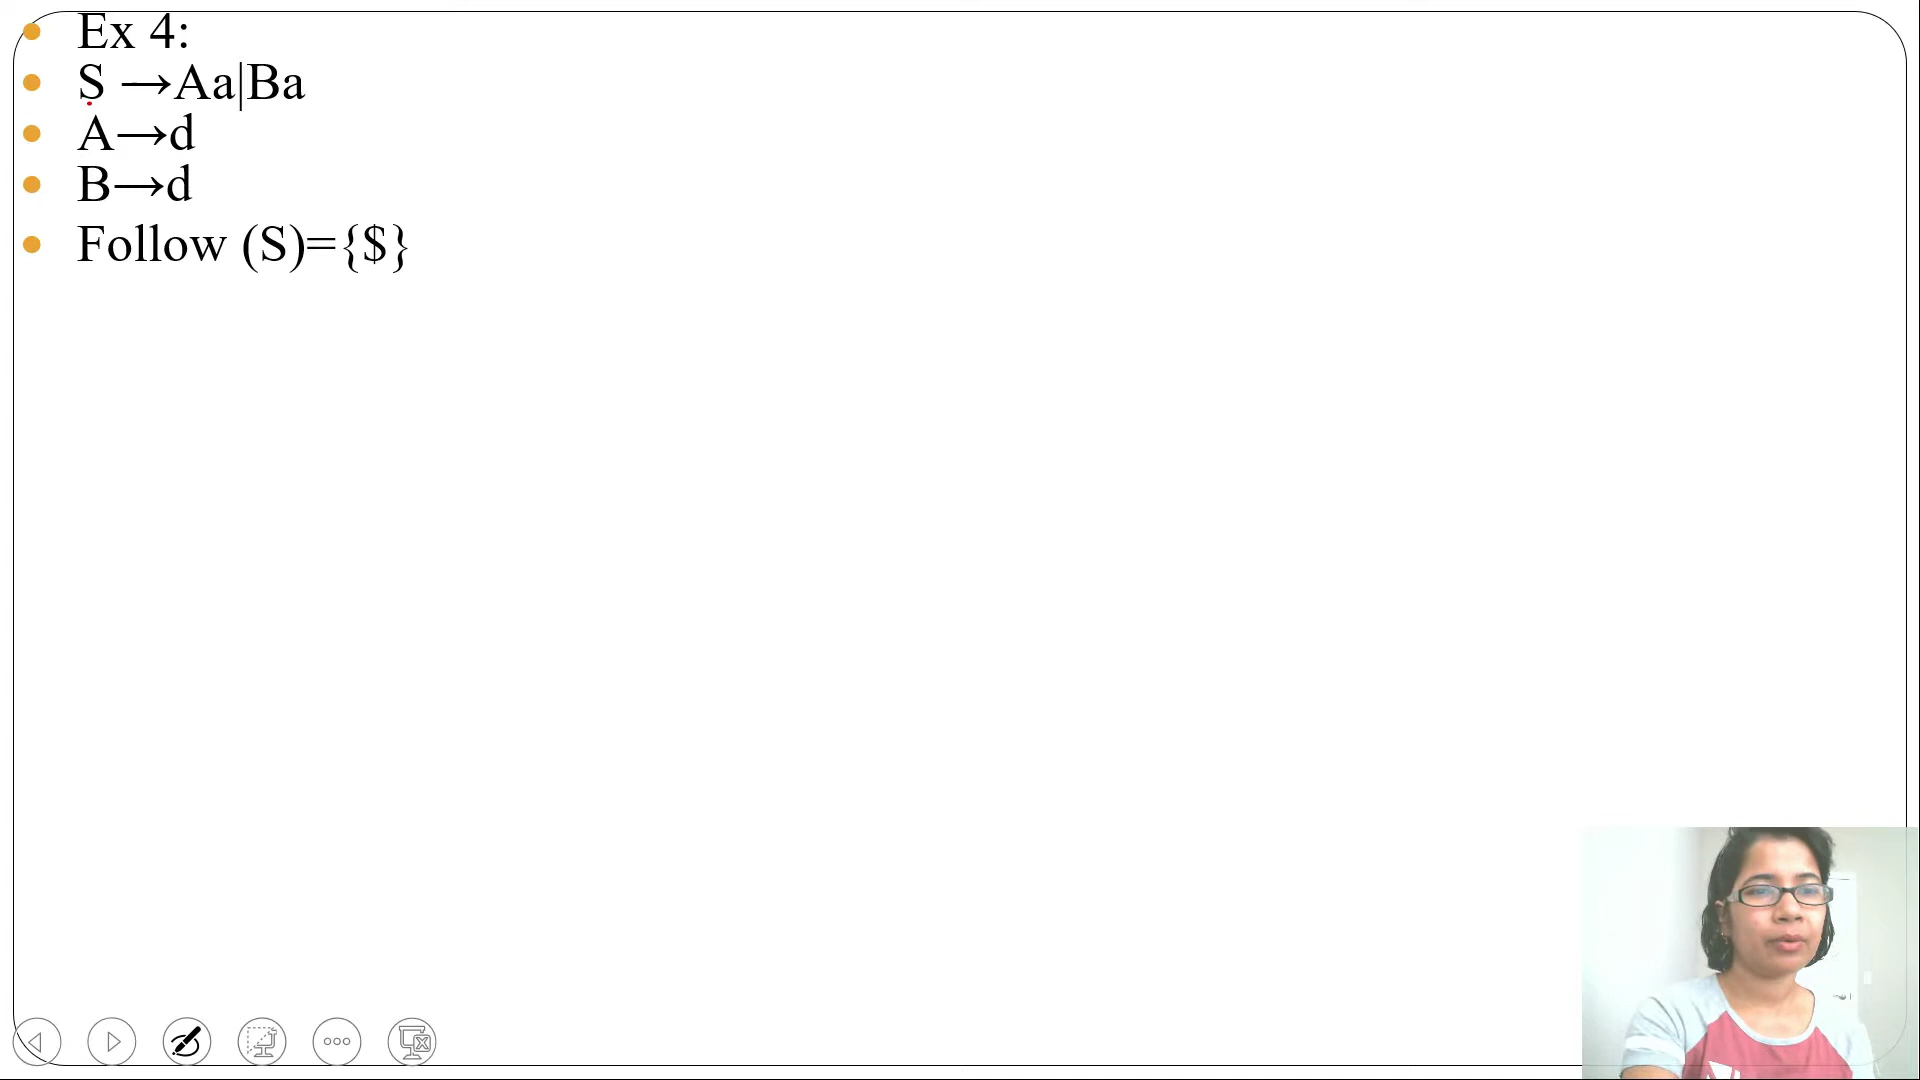 Ex 4:
S →Aa|Ba
A→d
B→d
Follow (S)={$}